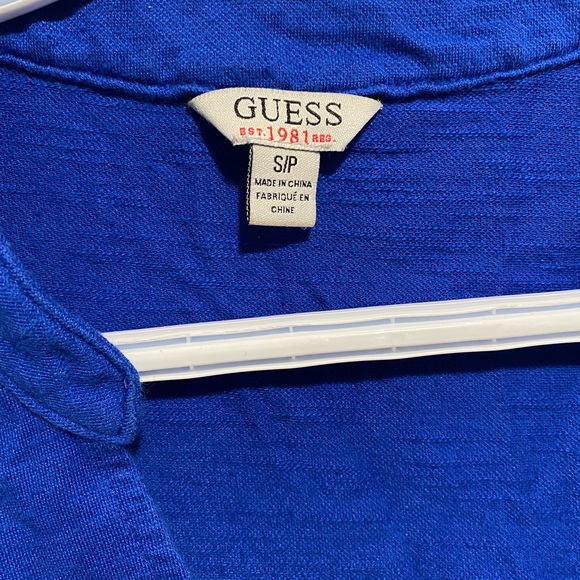 GUESS
EST. 1981 REG.
S/P
MADE IN CHINA
FABRIQUÉ EN
CHINE